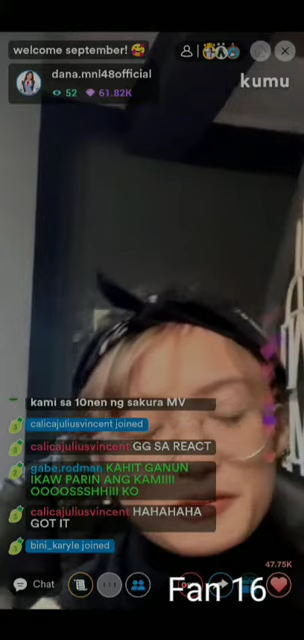 welcome september! 🥰
dana.mnl48official
52 61.82K
kumu
kami sa 10nen ng sakura MV
calicajuliusvincent joined
calicajuliusvincent GG SA REACT
gabe.rodman KAHIT GANUN
IKAW PARIN ANG KAMIIII
OOOOSSSHHIII KO
calicajuliusvincent HAHAHAHA
GOT IT
bini_karyle joined
47.75K
Chat
Fan 16